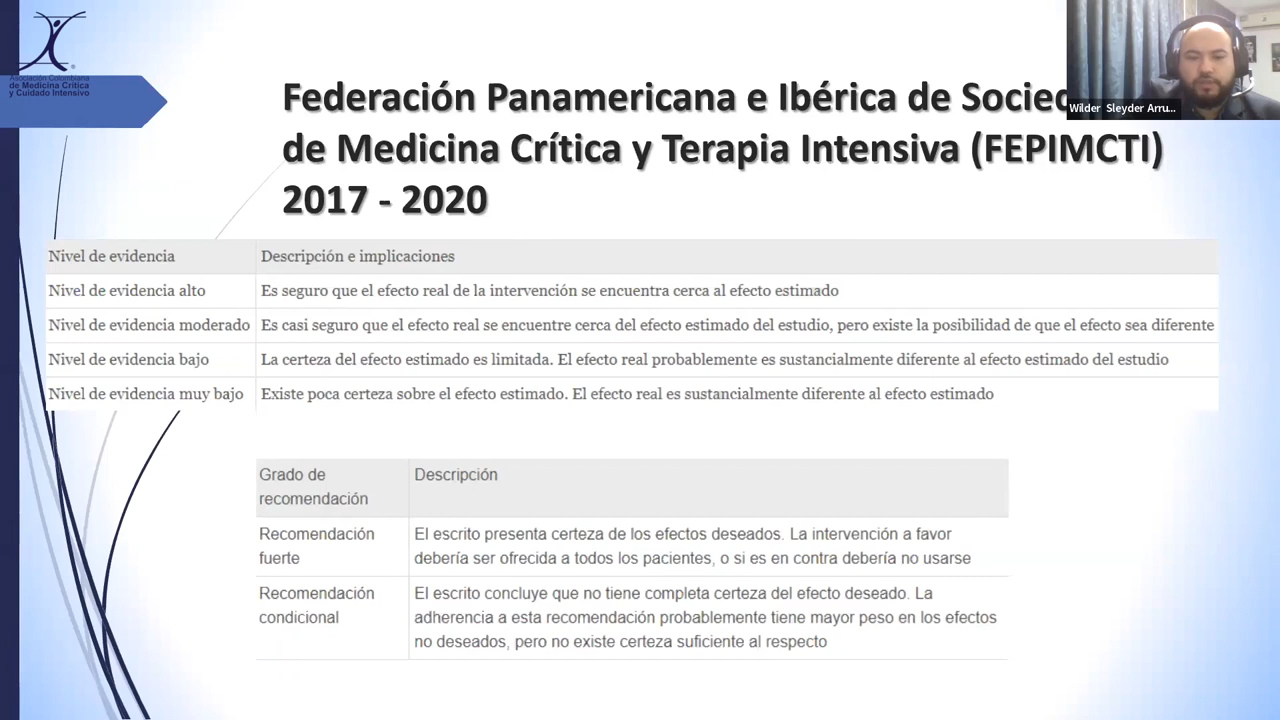 Asociación Colombiana
de Medicina Crítica
y Cuidado Intensivo
Wilder Sleyder Arru...
Federación Panamericana e Ibérica de
de Medicina Crítica y Terapia Intensiva (FEPIMCTI)
2017 - 2020
Nivel de evidencia Descripción e implicaciones
Nivel de evidencia alto Es seguro que el efecto real de la intervención se encuentra cerca al efecto estimado
Nivel de evidencia moderado Es casi seguro que el efecto real se encuentre cerca del efecto estimado del estudio, pero existe la posibilidad de que el efecto sea diferente
Nivel de evidencia bajo La certeza del efecto estimado es limitada. El efecto real probablemente es sustancialmente diferente al efecto estimado del estudio
Nivel de evidencia muy bajo Existe poca certeza sobre el efecto estimado. El efecto real es sustancialmente diferente al efecto estimado
Grado de Descripción
recomendación
Recomendación El escrito presenta certeza de los efectos deseados. La intervención a favor
fuerte debería ser ofrecida a todos los pacientes, o si es en contra debería no usarse
Recomendación El escrito concluye que no tiene completa certeza del efecto deseado. La
condicional adherencia a esta recomendación probablemente tiene mayor peso en los efectos
no deseados, pero no existe certeza suficiente al respecto